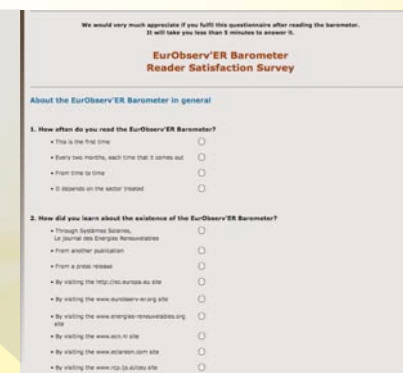 We would very much appreciate if you fulfil this questionnaire after reading the barometer.
It will take you less than 5 minutes to answer it.
EurObserv'ER Barometer
Reader Satisfaction Survey
About the EurObserv'ER Barometer in general
1. How often do you read the EurObserv'ER Barometer?
• This is the first time
• Every two months, each time that it comes out
• From time to time
• It depends on the sector treated
2. How did you learn about the existence of the EurObserv'ER Barometer?
• Through Systèmes Solaires,
Le Journal des Energies Renouvelables
• From another publication
• From a press release
• By visiting the http://ec.europa.eu site
• By visiting the www.eurobserv-er.org site
• By visiting the www.energies-renouvelables.org
site
• By visiting the www.ecn.nl site
• By visiting the www.eclareon.com site
• By visiting the site